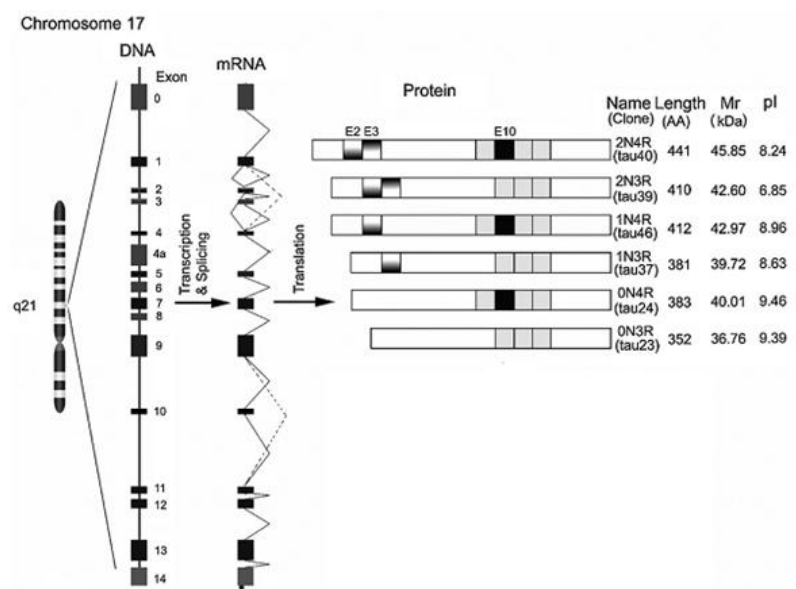 Chromosome 17
DNA
mRNA
Protein
Exon
0
1
2
3
4
4a
5
6
7
8
9
10
11
12
13
14
q21
Transcription
& Splicing
Translation
E2 E3 E10
Name Length Mr pI
(Clone) (AA) (kDa)
2N4R
(tau40) 441 45.85 8.24
2N3R
(tau39) 410 42.60 6.85
1N4R
(tau46) 412 42.97 8.96
1N3R
(tau37) 381 39.72 8.63
0N4R
(tau24) 383 40.01 9.46
0N3R
(tau23) 352 36.76 9.39